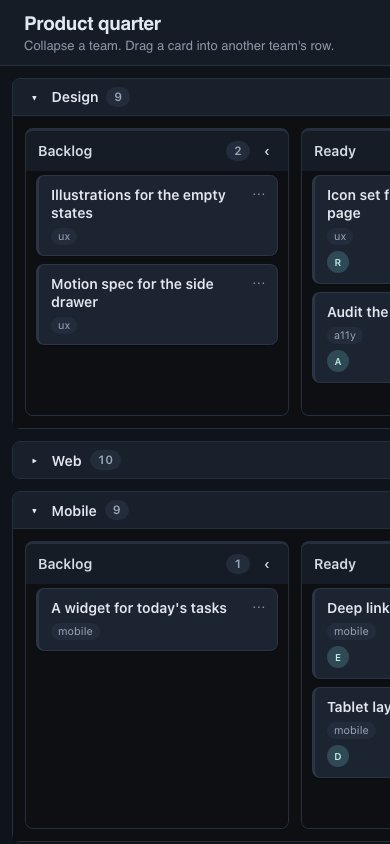 Product quarter
Collapse a team. Drag a card into another team's row.
Design 9
Backlog 2
Illustrations for the empty
states
ux
Motion spec for the side
drawer
ux
Ready
Icon set f
page
ux
R
Audit the
a11y
A
Web 10
Mobile 9
Backlog 1
A widget for today's tasks
mobile
Ready
Deep link
mobile
E
Tablet lay
mobile
D